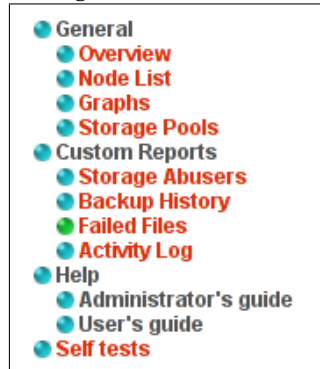 General
Overview
Node List
Graphs
Storage Pools
Custom Reports
Storage Abusers
Backup History
Failed Files
Activity Log
Help
Administrator's guide
User's guide
Self tests